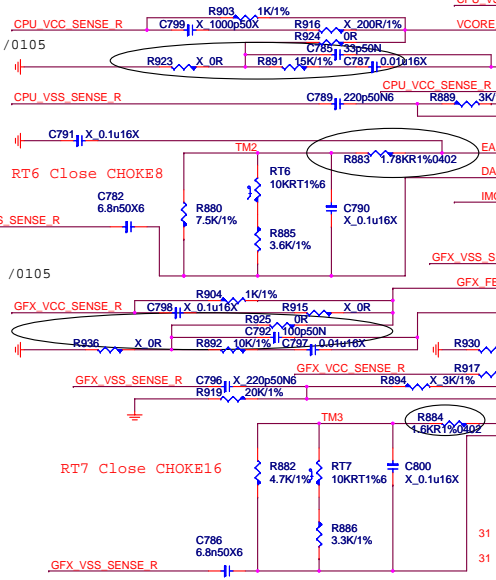 R903 1K/1%
CPU_VCC_SENSE_R C799 X_1000p50X R916 X_200R/1% VCORE
R924 0R
/0105 C785 33p50N
R923 X_0R R891 15K/1% C787 0.01u16X
CPU_VCC_SENSE_R
CPU_VSS_SENSE_R C789 220p50N6 R889 3K/
C791 X_0.1u16X
TM2 EA
R883 1.78KR1%0402
RT6 Close CHOKE8 RT6 DA
10KRT1%6
C782 IMO
6.8n50X6 R880 C790
7.5K/1% X_0.1u16X
S_SENSE_R R885
3.6K/1%
GFX_VSS_S
/0105
GFX_FE
R904 1K/1%
GFX_VCC_SENSE_R C798 X_0.1u16X R915 X_0R
R925 0R
C792 100p50N
R936 X_0R R892 10K/1% C797 0.01u16X R930
GFX_VCC_SENSE_R R917
GFX_VSS_SENSE_R C796 X_220p50N6 R894 X_3K/1%
R919 20K/1%
TM3 R884
1.6KR1%0402
RT7 Close CHOKE16 R882 RT7 C800
4.7K/1% 10KRT1%6 X_0.1u16X
R886
3.3K/1% 31
C786
6.8n50X6
GFX_VSS_SENSE_R 31